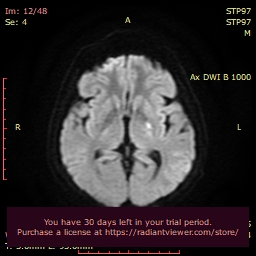 Im: 12/48
Se: 4
STP97
STP97
M
A
Ax DWI B 1000
R
L
You have 30 days left in your trial period.
Purchase a license at https://radiantviewer.com/store/